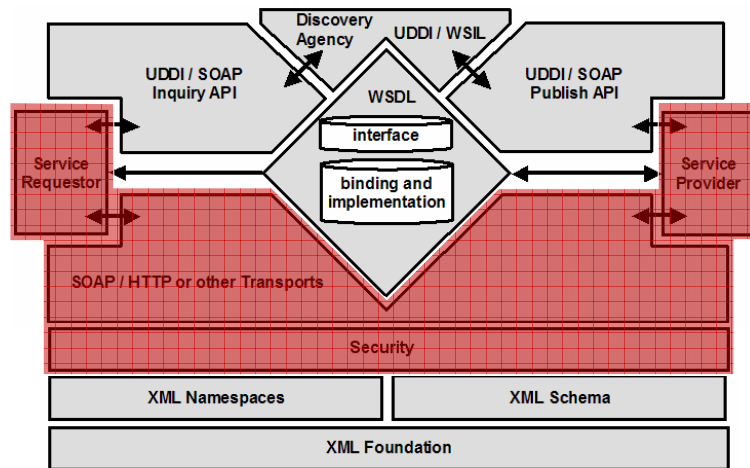 Discovery
Agency
UDDI / WSIL
UDDI / SOAP
Inquiry API
UDDI / SOAP
Publish API
WSDL
interface
Service
Requestor
binding and
implementation
Service
Provider
SOAP / HTTP or other Transports
Security
XML Namespaces
XML Schema
XML Foundation